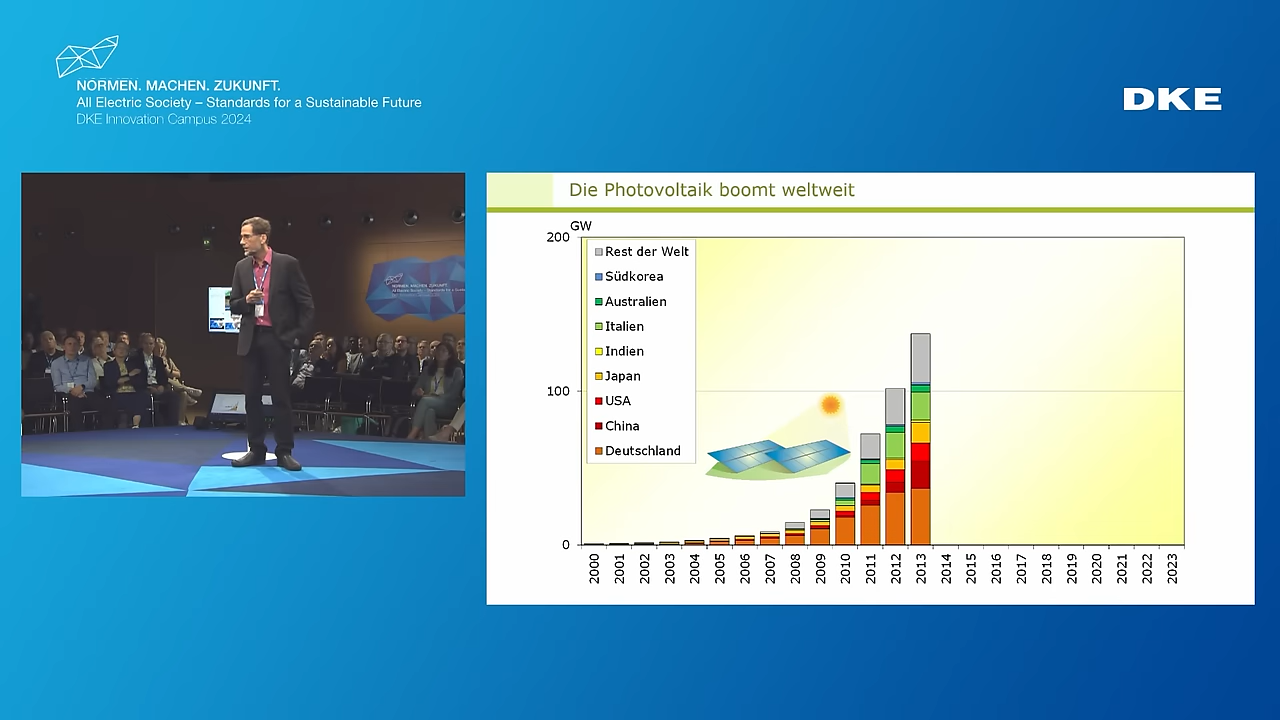 NORMEN. MACHEN. ZUKUNFT.
All Electric Society – Standards for a Sustainable Future
DKE Innovation Campus 2024
DKE
NORMEN. MACHEN. ZUKUNFT.
Die Photovoltaik boomt weltweit
GW
200
100
0
Rest der Welt
Südkorea
Australien
Italien
Indien
Japan
USA
China
Deutschland
2000
2001
2002
2003
2004
2005
2006
2007
2008
2009
2010
2011
2012
2013
2014
2015
2016
2017
2018
2019
2020
2021
2022
2023